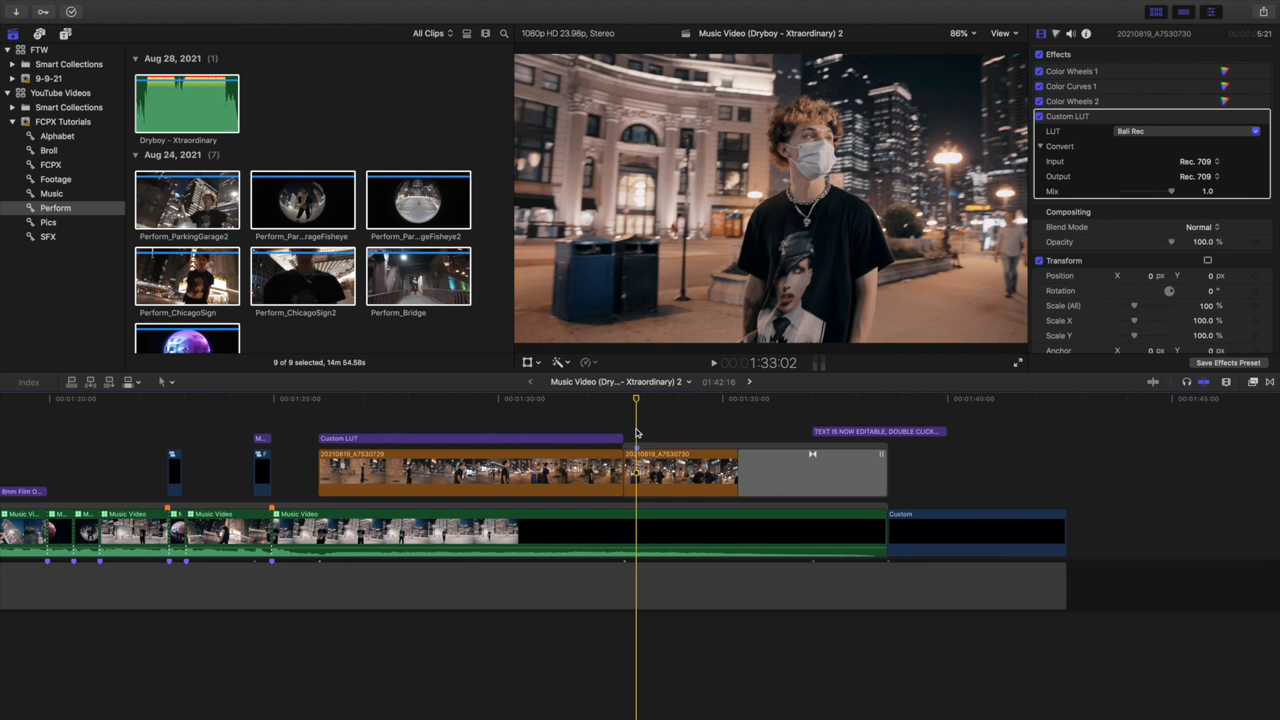 All Clips
1080p HD 23.98p, Stereo
Music Video (Dryboy - Xtraordinary) 2
86%
View
20210819_A7S30730
5:21
FTW
Smart Collections
9-9-21
YouTube Videos
Smart Collections
FCPX Tutorials
Alphabet
Broll
FCPX
Footage
Music
Perform
Pics
SFX
Aug 28, 2021 (1)
Dryboy - Xtraordinary
Aug 24, 2021 (7)
Perform_ParkingGarage2
Perform_Par...rageFisheye
Perform_Par...geFisheye2
Perform_ChicagoSign
Perform_ChicagoSign2
Perform_Bridge
9 of 9 selected, 14m 54.58s
00:00:01:33:02
Effects
Color Wheels 1
Color Curves 1
Color Wheels 2
Custom LUT
LUT
Bali Rec
Convert
Input
Rec. 709
Output
Rec. 709
Mix
1.0
Compositing
Blend Mode
Normal
Opacity
100.0 %
Transform
Position
X
0 px
Y
0 px
Rotation
0 °
Scale (All)
100 %
Scale X
100.0 %
Scale Y
100.0 %
Anchor
X
0 px
Y
0 px
Save Effects Preset
Index
Music Video (Dry...- Xtraordinary) 2
01:42:16
00:01:20:00
00:01:25:00
00:01:30:00
00:01:35:00
00:01:40:00
00:01:45:00
TEXT IS NOW EDITABLE, DOUBLE CLICK...
M...
Custom LUT
20210819_A7S30729
20210819_A7S30730
8mm Film O...
Music Vi...
M...
M...
Music Video
M
Music Video
Music Video
Custom